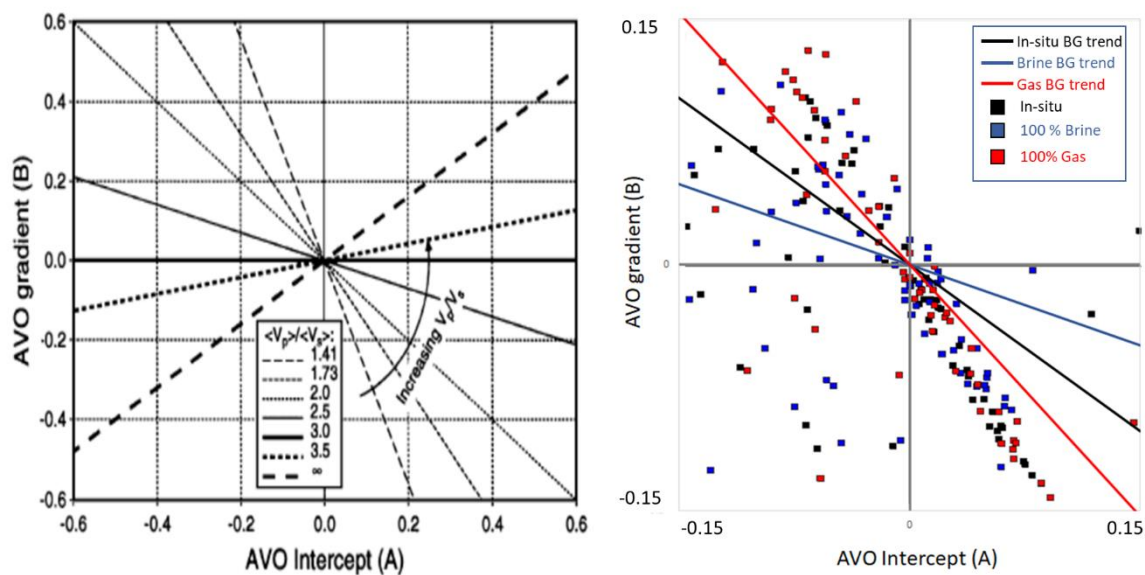 0.6
0.4
0.2
0.0
-0.2
-0.4
-0.6
AVO gradient (B)
-0.6
-0.4
-0.2
0.0
0.2
0.4
0.6
AVO Intercept (A)
<Vp>/<Vs>:
1.41
1.73
2.0
2.5
3.0
3.5
∞
Increasing Vp/Vs
0.15
0
-0.15
AVO gradient (B)
-0.15
0
0.15
AVO Intercept (A)
In-situ BG trend
Brine BG trend
Gas BG trend
In-situ
100 % Brine
100% Gas